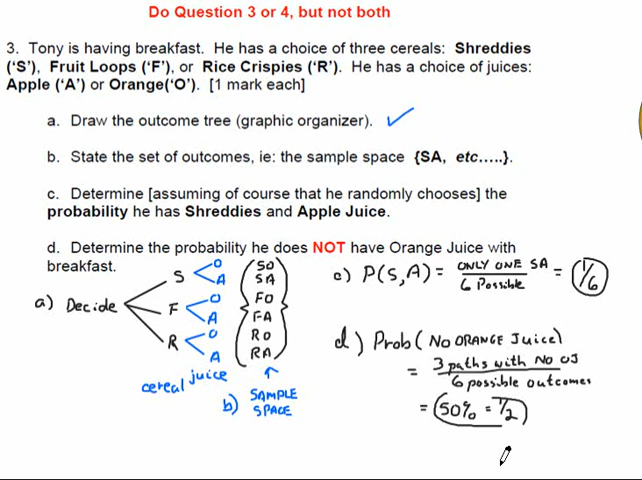 Do Question 3 or 4, but not both
3. Tony is having breakfast. He has a choice of three cereals: Shreddies
('S'), Fruit Loops ('F'), or Rice Crispies ('R'). He has a choice of juices:
Apple ('A') or Orange('O'). [1 mark each]
a. Draw the outcome tree (graphic organizer).
b. State the set of outcomes, ie: the sample space {SA, etc.....}.
c. Determine [assuming of course that he randomly chooses] the
probability he has Shreddies and Apple Juice.
d. Determine the probability he does NOT have Orange Juice with
breakfast.
a) Decide
S
F
R
O
A
O
A
O
A
cereal juice
SO
SA
FO
FA
RO
RA
b) SAMPLE
SPACE
c) P(S,A) = ONLY ONE SA / 6 Possible = 1/6
d) Prob( NO ORANGE Juice)
= 3 paths with NO OJ / 6 possible outcomes
= 50% = 1/2